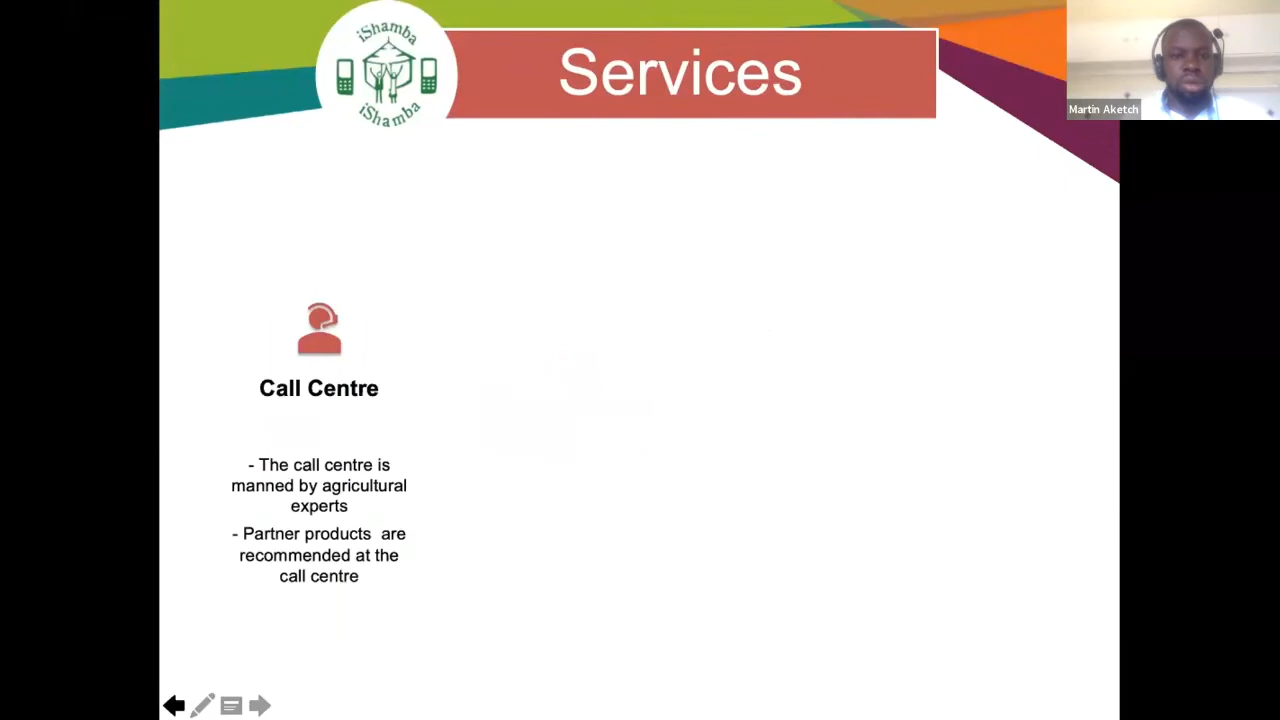 iShamba
iShamba
Services
Martin Aketch
Call Centre
- The call centre is
manned by agricultural
experts
- Partner products are
recommended at the
call centre